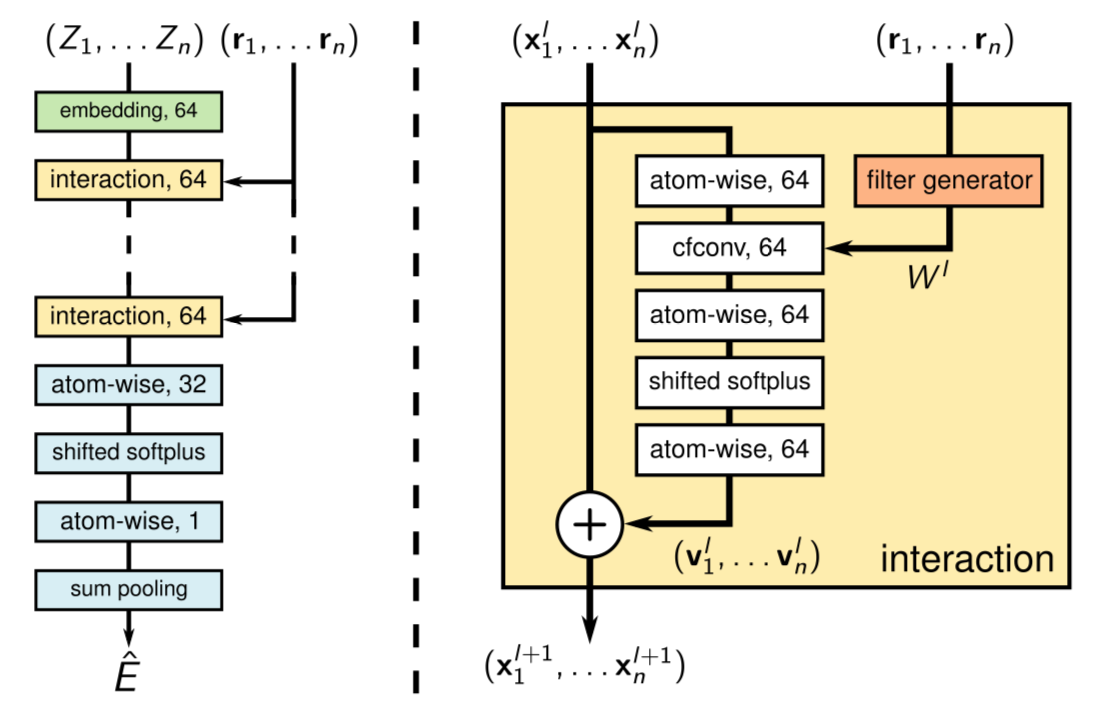 (Z₁, . . . Zₙ) (r₁, . . . rₙ)
embedding, 64
interaction, 64
interaction, 64
atom-wise, 32
shifted softplus
atom-wise, 1
sum pooling
Ê
(x₁ˡ, . . . xₙˡ)
(r₁, . . . rₙ)
atom-wise, 64
filter generator
cfconv, 64
Wˡ
atom-wise, 64
shifted softplus
atom-wise, 64
+
(v₁ˡ, . . . vₙˡ)
interaction
(x₁ˡ⁺¹, . . . xₙˡ⁺¹)